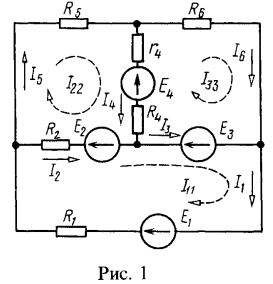 R5 R6
r4
I5 I22 E4 I33 I6
I4 R4 I3
R2 E2 E3
I2 I11 I1
R1 E1
Рис. 1